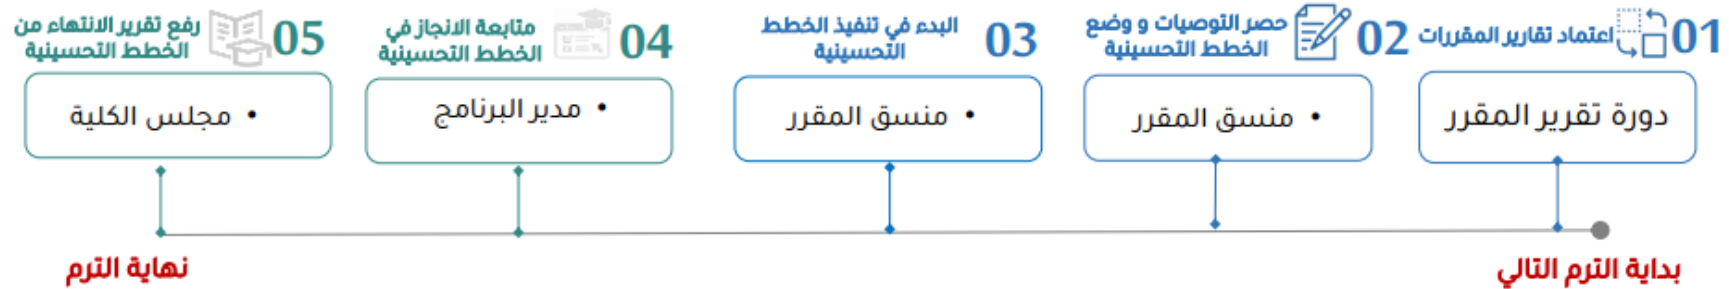 01
اعتماد تقارير المقررات
دورة تقرير المقرر
02
حصر التوصيات و وضع
الخطط التحسينية
• منسق المقرر
03
البدء في تنفيذ الخطط
التحسينية
• منسق المقرر
04
متابعة الانجاز في
الخطط التحسينية
• مدير البرنامج
05
رفع تقرير الانتهاء من
الخطط التحسينية
• مجلس الكلية
بداية الترم التالي
نهاية الترم